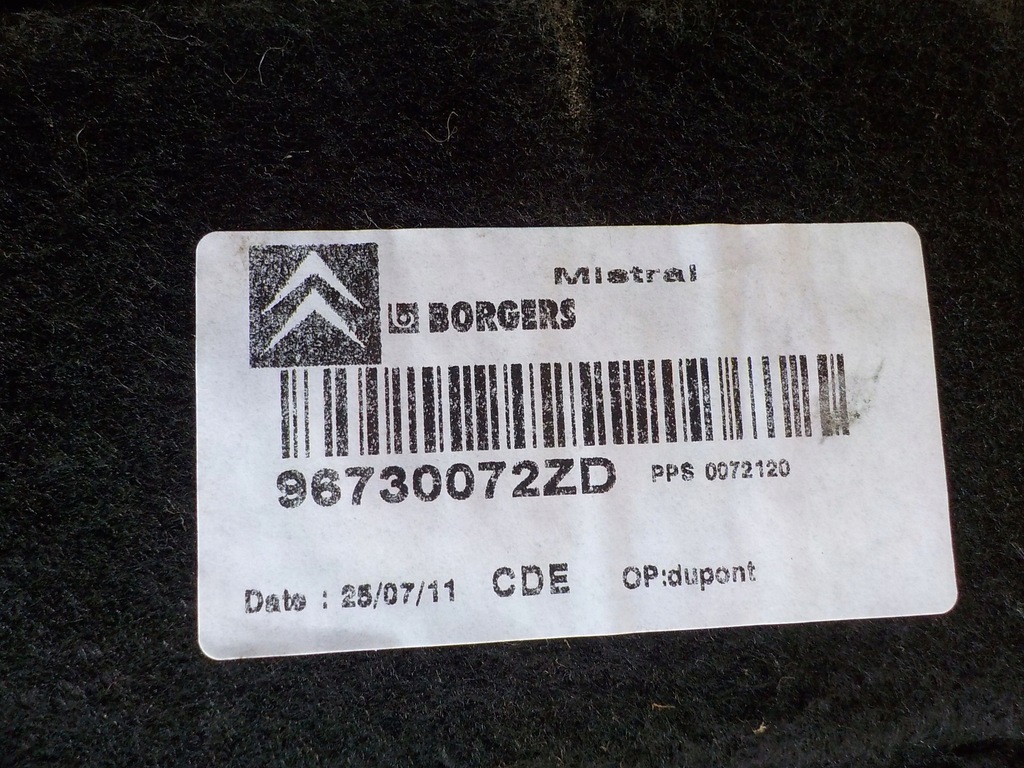 Mistral
BORGERS
96730072ZD PPS 0072120
Date : 25/07/11 CDE OP:dupont